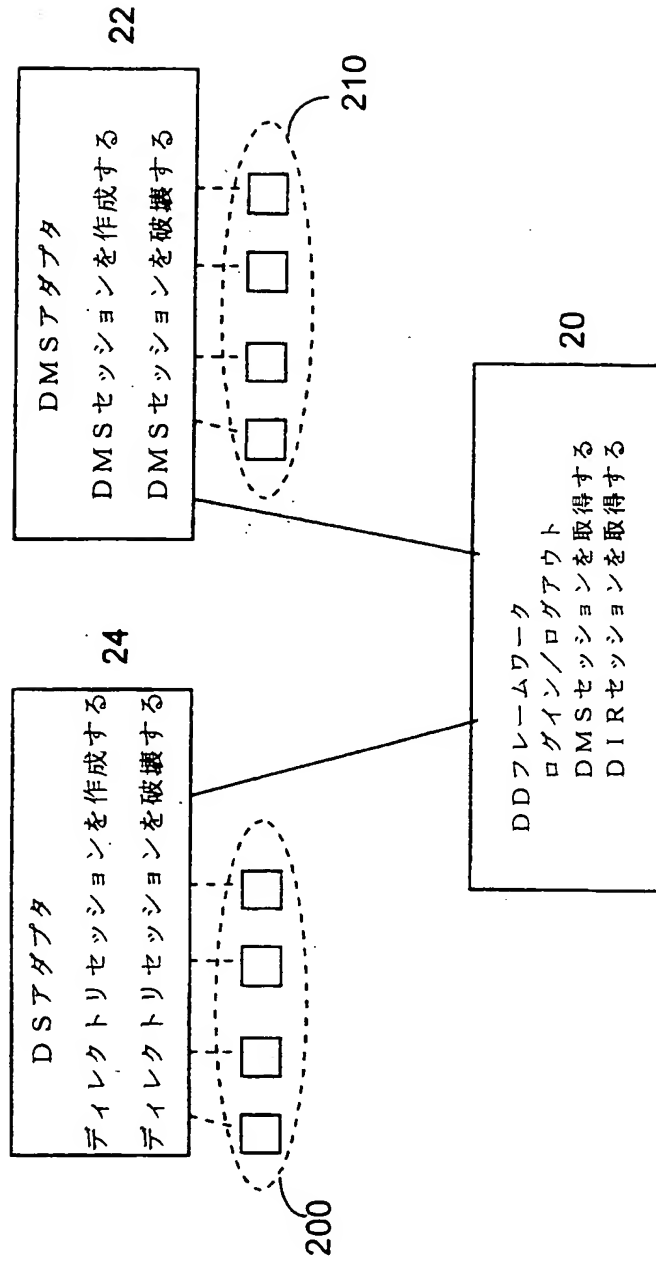 DSアダプタ
ディレクトリセッションを作成する
ディレクトリセッションを破壊する
24
200
DMSアダプタ
DMSセッションを作成する
DMSセッションを破壊する
22
210
DDフレームワーク
ログイン/ログアウト
DMSセッションを取得する
DIRセッションを取得する
20